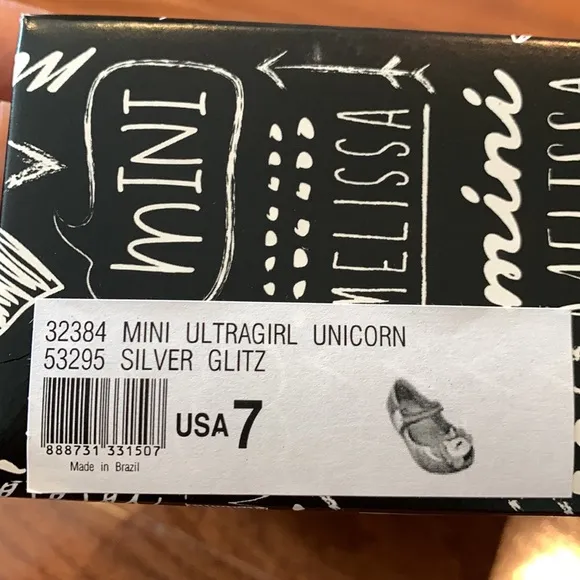 MINI
MELISSA
mini
MELISSA
32384 MINI ULTRAGIRL UNICORN
53295 SILVER GLITZ
USA 7
888731 331507
Made in Brazil